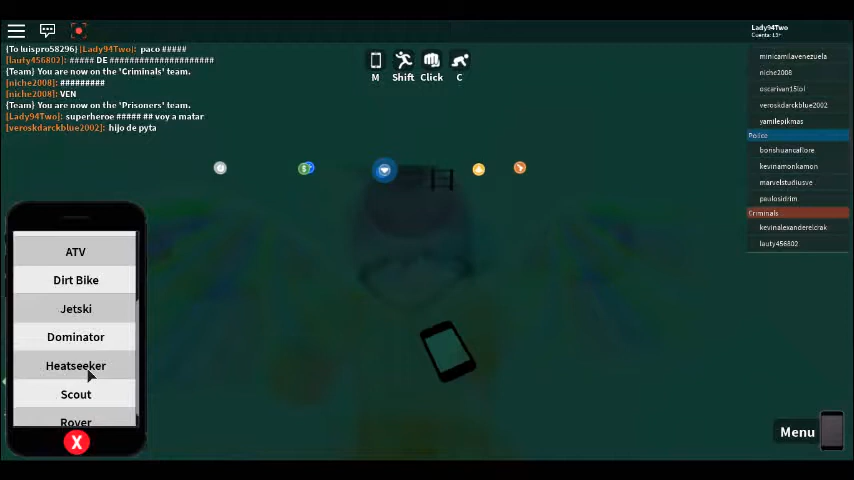 {To luispro58296} [Lady94Two]: paco #####
[lauty456802]: ##### DE #####################
{Team} You are now on the 'Criminals' team.
[niche2008]: #########
[niche2008]: VEN
{Team} You are now on the 'Prisoners' team.
[Lady94Two]: superheroe ##### ## voy a matar
[veroskdarckblue2002]: hijo de pyta
M
Shift
Click
C
Lady94Two
Cuenta: 13+
minicamilavenezuela
niche2008
oscarivan15lol
veroskdarckblue2002
yamilepikmas
Police
borishuancaflore
kevinamonkamon
marvelstudiusve
paulosidrim
Criminals
kevinalexanderelcrak
lauty456802
ATV
Dirt Bike
Jetski
Dominator
Heatseeker
Scout
Rover
X
Menu